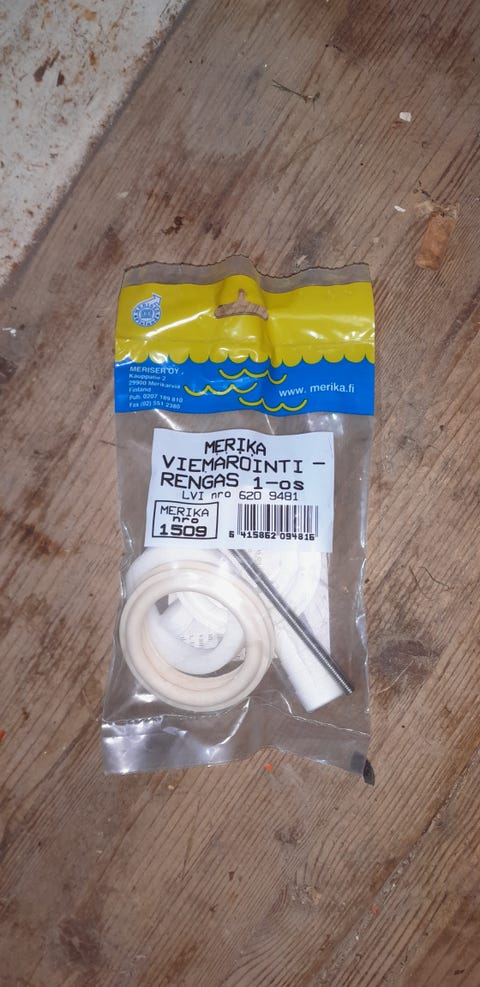 MERISER OY,
Kauppatie 2
29900 Merikarvia
Finland
Puh. 0207 189 810
Fax (02) 551 2380
www. merika.fi
MERIKA
VIEMÄRÖINTI-
RENGAS 1-os
LVI nro 620 9481
MERIKA
nro
1509
6 415862 094816